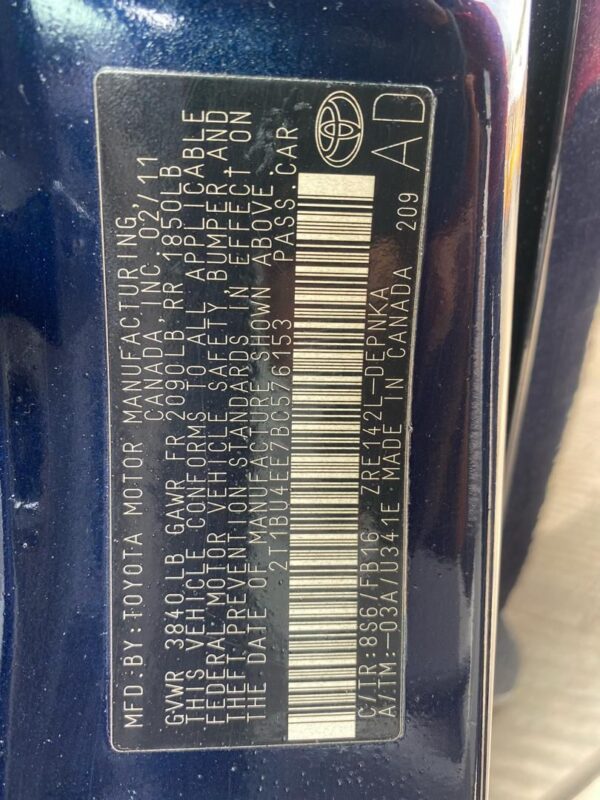 MFD.BY:TOYOTA MOTOR MANUFACTURING,
CANADA, INC. 02/11
GVWR 3840LB GAWR FR 2090LB, RR 1850LB
THIS VEHICLE CONFORMS TO ALL APPLICABLE
FEDERAL MOTOR VEHICLE SAFETY, BUMPER, AND
THEFT PREVENTION STANDARDS IN EFFECT ON
THE DATE OF MANUFACTURE SHOWN ABOVE.
2T1BU4EE7BC576153 PASS.CAR
C/TR:8S6/FB16 ZRE142L-DEPNKA
A/TM:-03A/U341E MADE IN CANADA 209
AD